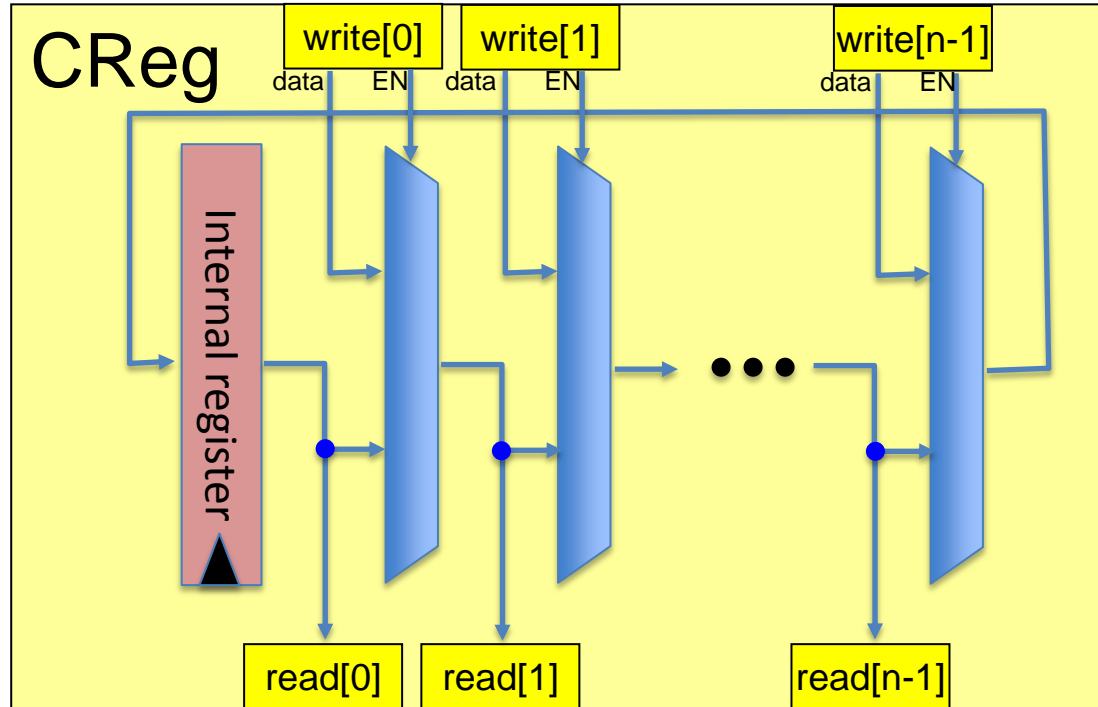 CReg
write[0]
write[1]
write[n-1]
data
EN
data
EN
data
EN
Internal register
read[0]
read[1]
read[n-1]